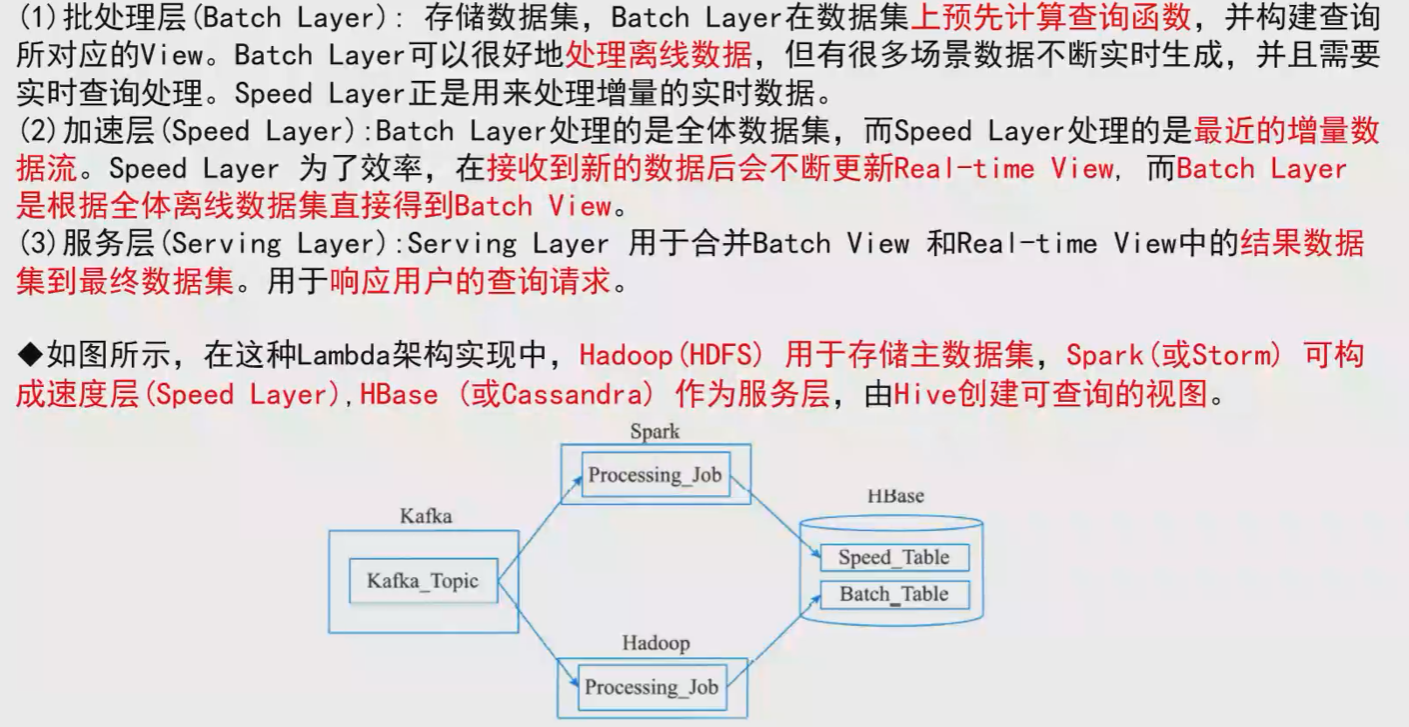 (1)批处理层(Batch Layer): 存储数据集，Batch Layer在数据集上预先计算查询函数，并构建查询
所对应的View。Batch Layer可以很好地处理离线数据，但有很多场景数据不断实时生成，并且需要
实时查询处理。Speed Layer正是用来处理增量的实时数据。
(2)加速层(Speed Layer):Batch Layer处理的是全体数据集，而Speed Layer处理的是最近的增量数
据流。Speed Layer 为了效率，在接收到新的数据后会不断更新Real-time View, 而Batch Layer
是根据全体离线数据集直接得到Batch View。
(3)服务层(Serving Layer):Serving Layer 用于合并Batch View 和Real-time View中的结果数据
集到最终数据集。用于响应用户的查询请求。
◆如图所示，在这种Lambda架构实现中，Hadoop(HDFS) 用于存储主数据集，Spark(或Storm) 可构
成速度层(Speed Layer),HBase (或Cassandra) 作为服务层，由Hive创建可查询的视图。
Spark
Processing_Job
HBase
Kafka
Speed_Table
Kafka_Topic
Batch_Table
Hadoop
Processing_Job